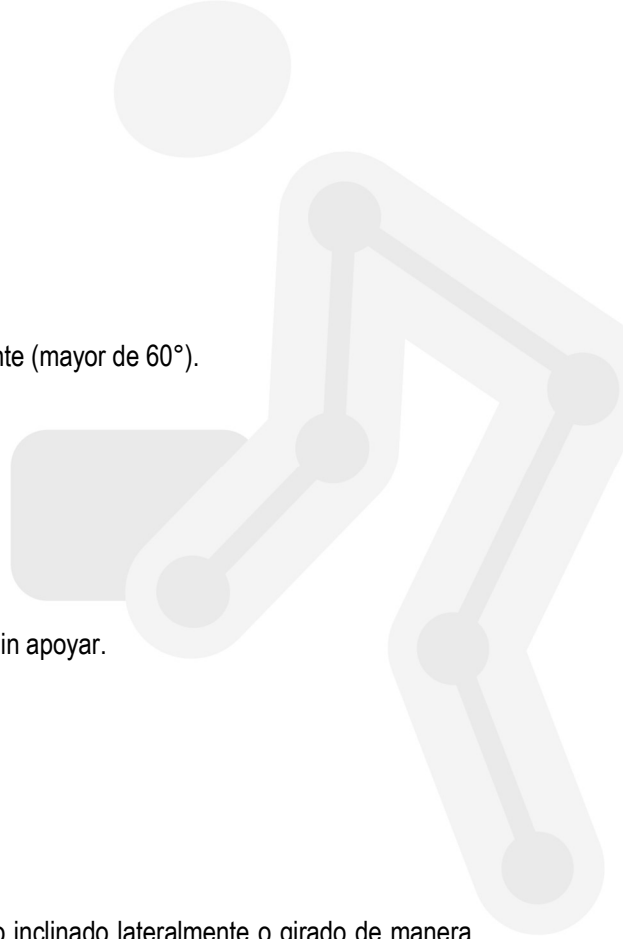 nte (mayor de 60°).
in apoyar.
o inclinado lateralmente o girado de manera